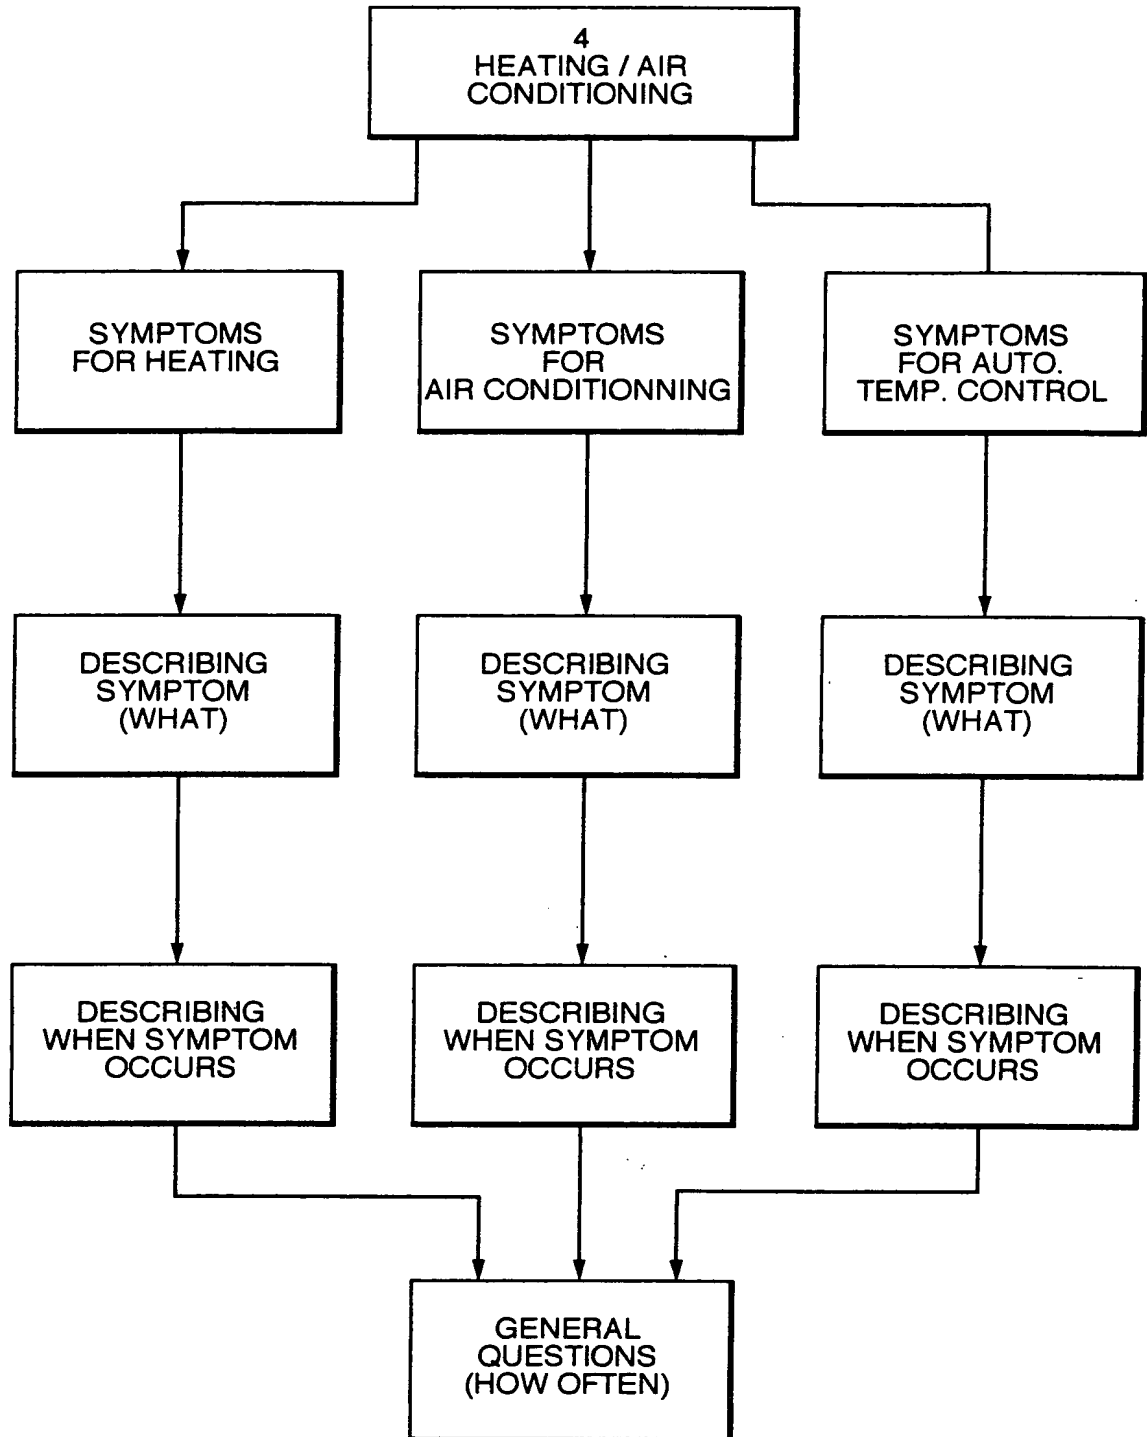 4
HEATING / AIR
CONDITIONING
SYMPTOMS
FOR HEATING
SYMPTOMS
FOR
AIR CONDITIONNING
SYMPTOMS
FOR AUTO.
TEMP. CONTROL
DESCRIBING
SYMPTOM
(WHAT)
DESCRIBING
SYMPTOM
(WHAT)
DESCRIBING
SYMPTOM
(WHAT)
DESCRIBING
WHEN SYMPTOM
OCCURS
DESCRIBING
WHEN SYMPTOM
OCCURS
DESCRIBING
WHEN SYMPTOM
OCCURS
GENERAL
QUESTIONS
(HOW OFTEN)